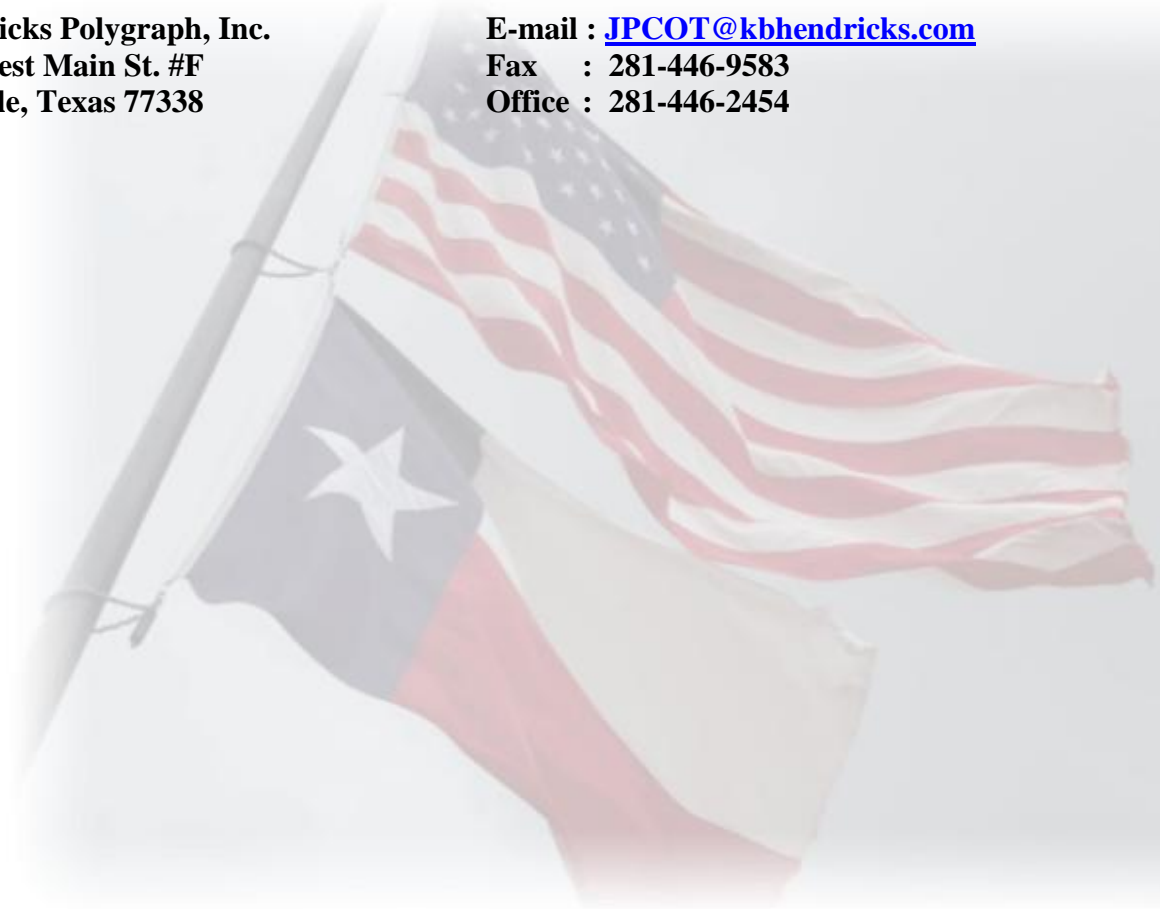 icks Polygraph, Inc. E-mail : JPCOT@kbhendricks.com
est Main St. #F Fax : 281-446-9583
le, Texas 77338 Office : 281-446-2454